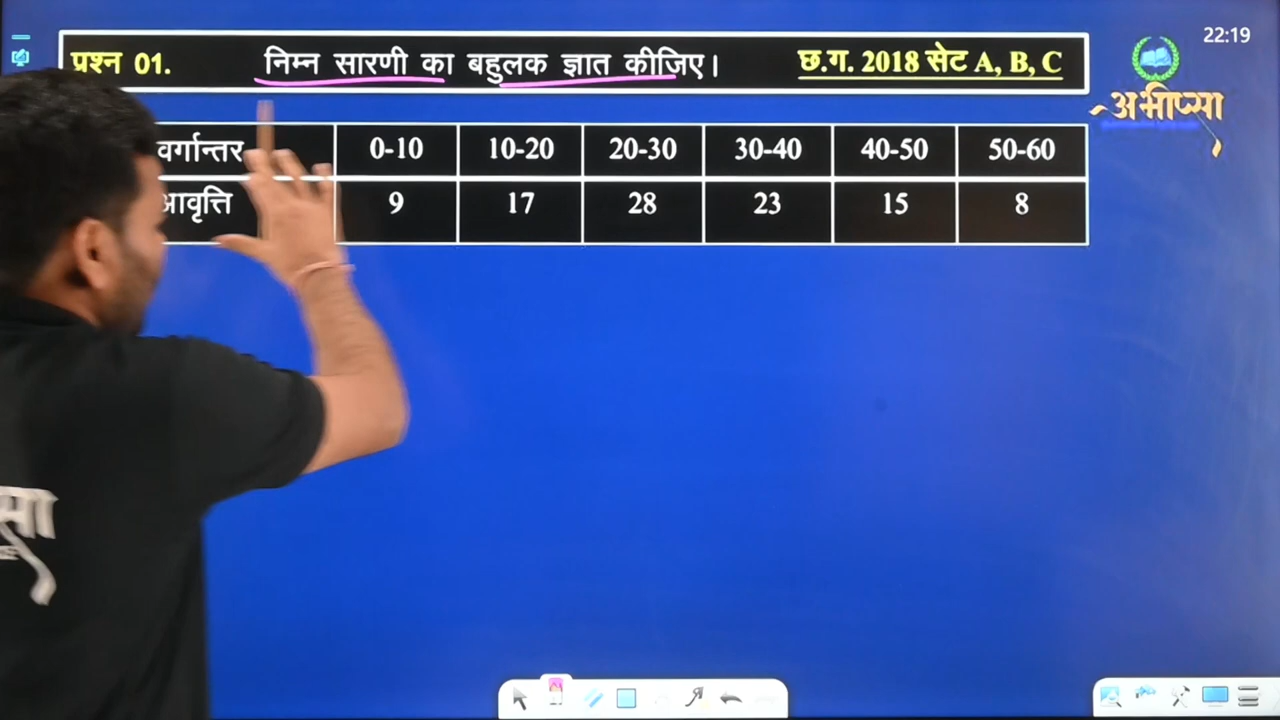 22:19
प्रश्न 01. निम्न सारणी का बहुलक ज्ञात कीजिए। छ.ग. 2018 सेट A, B, C
अभीप्सा
वर्गान्तर 0-10 10-20 20-30 30-40 40-50 50-60
आवृत्ति 9 17 28 23 15 8